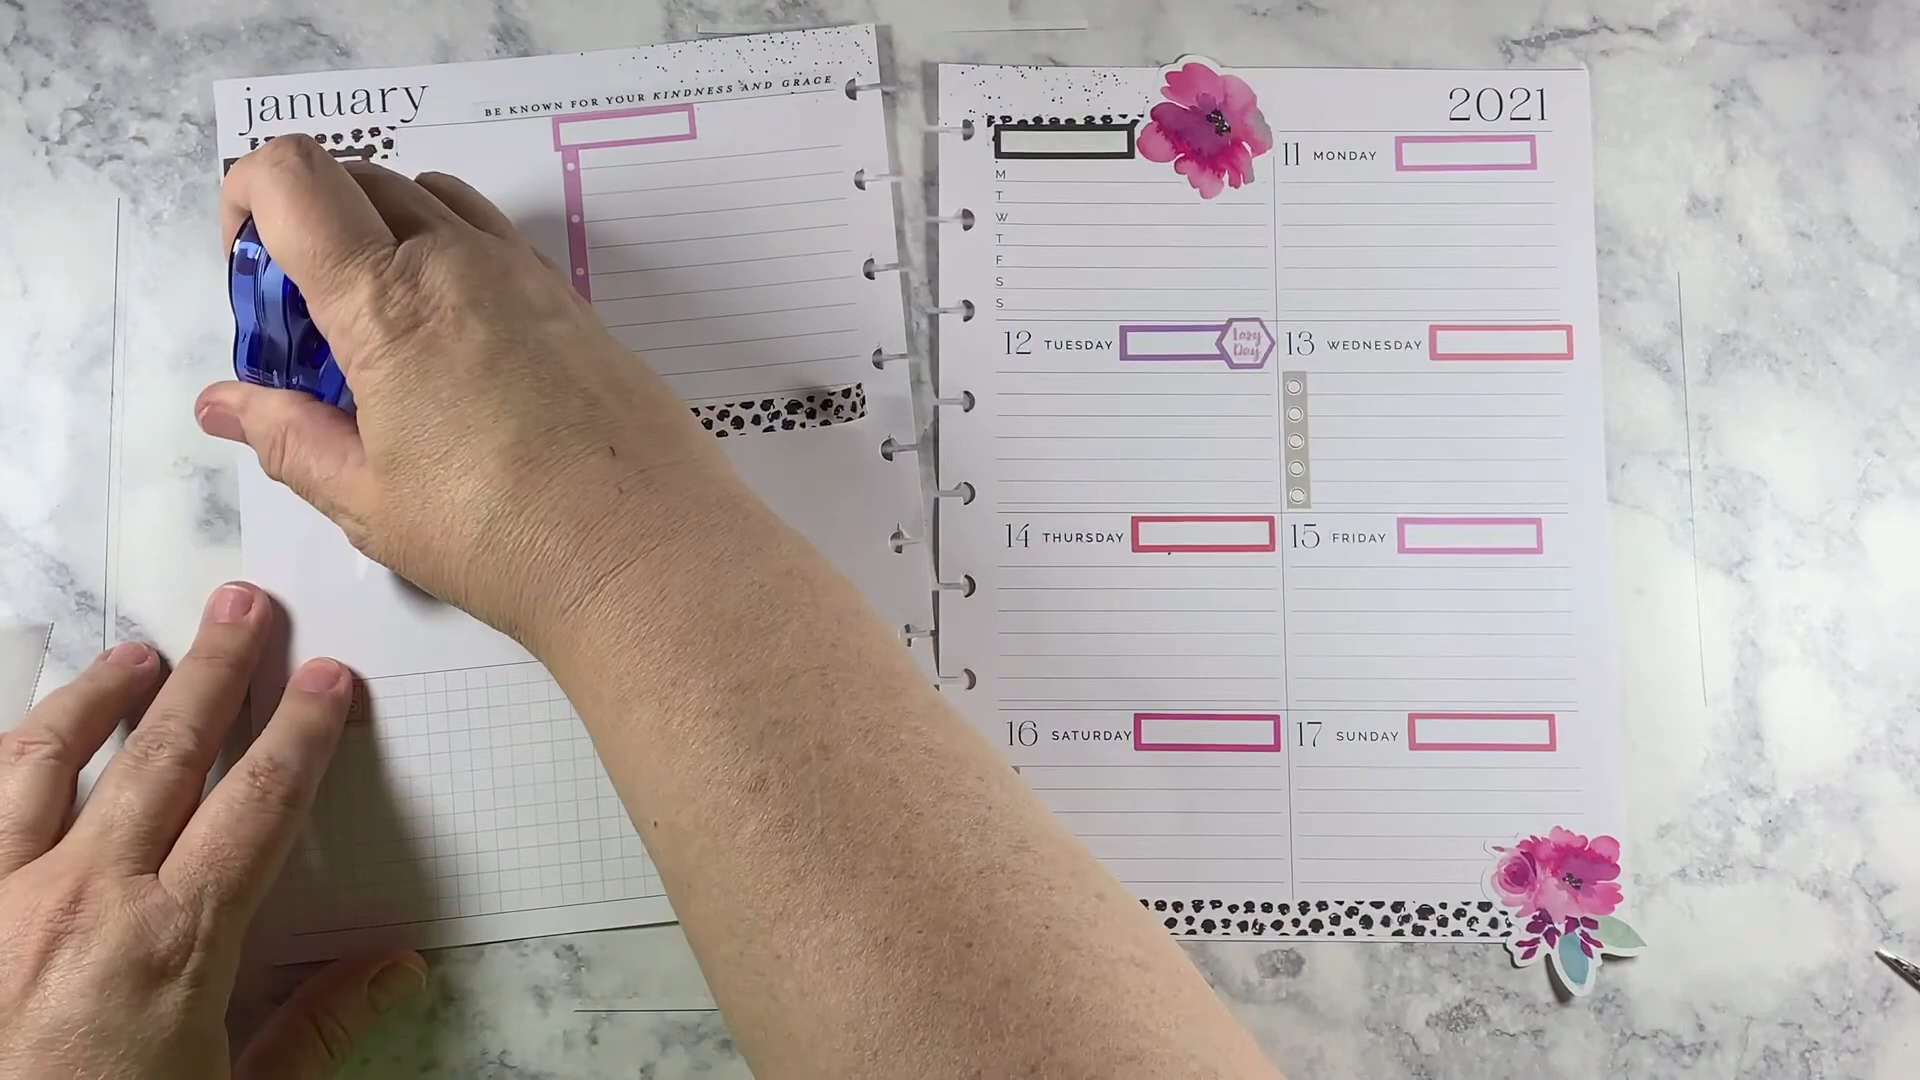 january
BE KNOWN FOR YOUR KINDNESS AND GRACE
2021
M
T
W
T
F
S
S
11 MONDAY
12 TUESDAY
Lazy
Day
13 WEDNESDAY
14 THURSDAY
15 FRIDAY
16 SATURDAY
17 SUNDAY